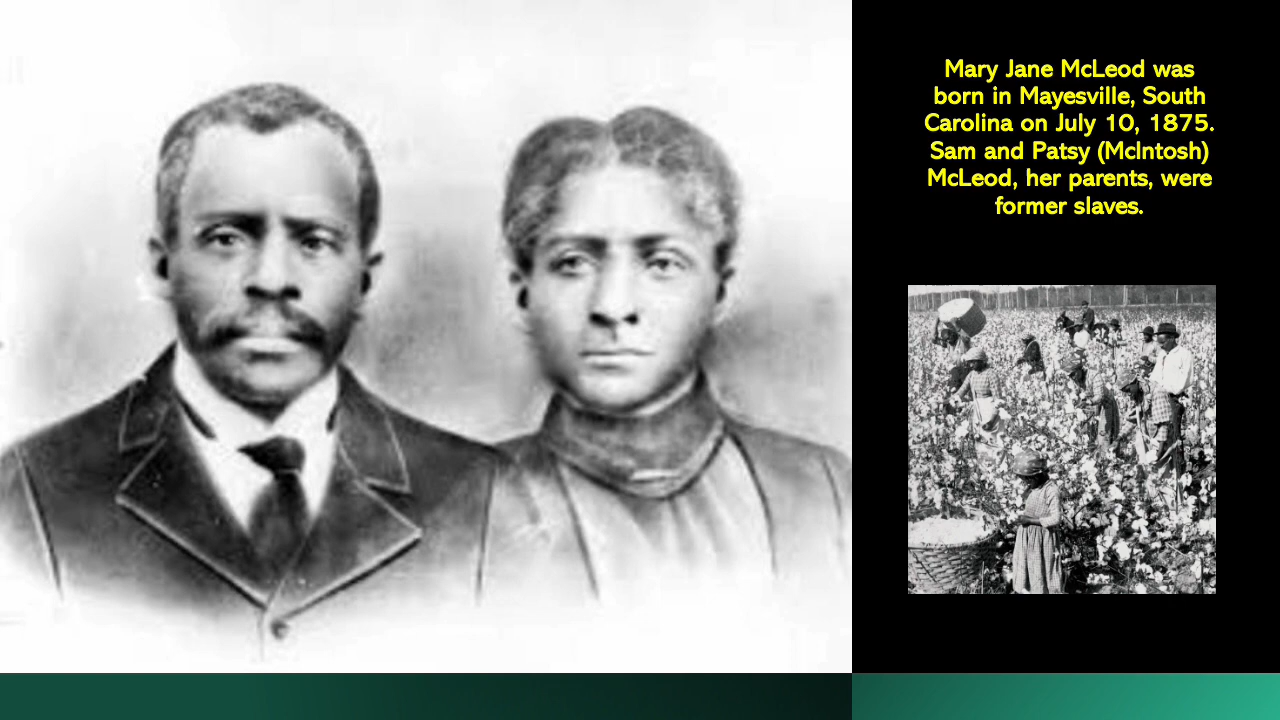 Mary Jane McLeod was
born in Mayesville, South
Carolina on July 10, 1875.
Sam and Patsy (McIntosh)
McLeod, her parents, were
former slaves.